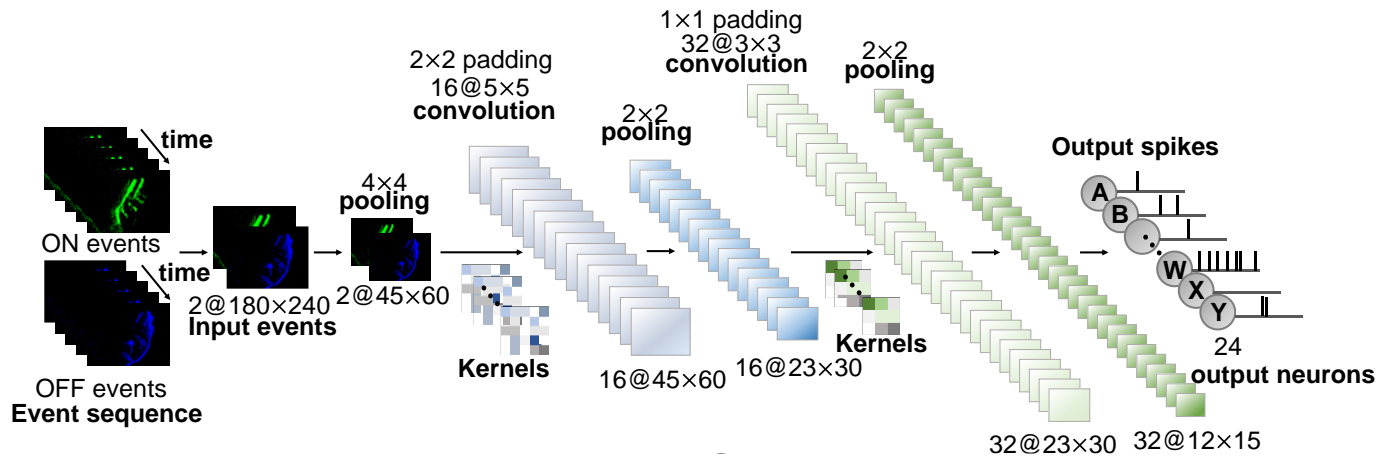 time
ON events
time
OFF events
Event sequence
2@180×240
Input events
4×4
pooling
2@45×60
2×2 padding
16@5×5
convolution
Kernels
16@45×60
2×2
pooling
16@23×30
1×1 padding
32@3×3
convolution
Kernels
32@23×30
2×2
pooling
32@12×15
Output spikes
A
B
W
X
Y
24
output neurons